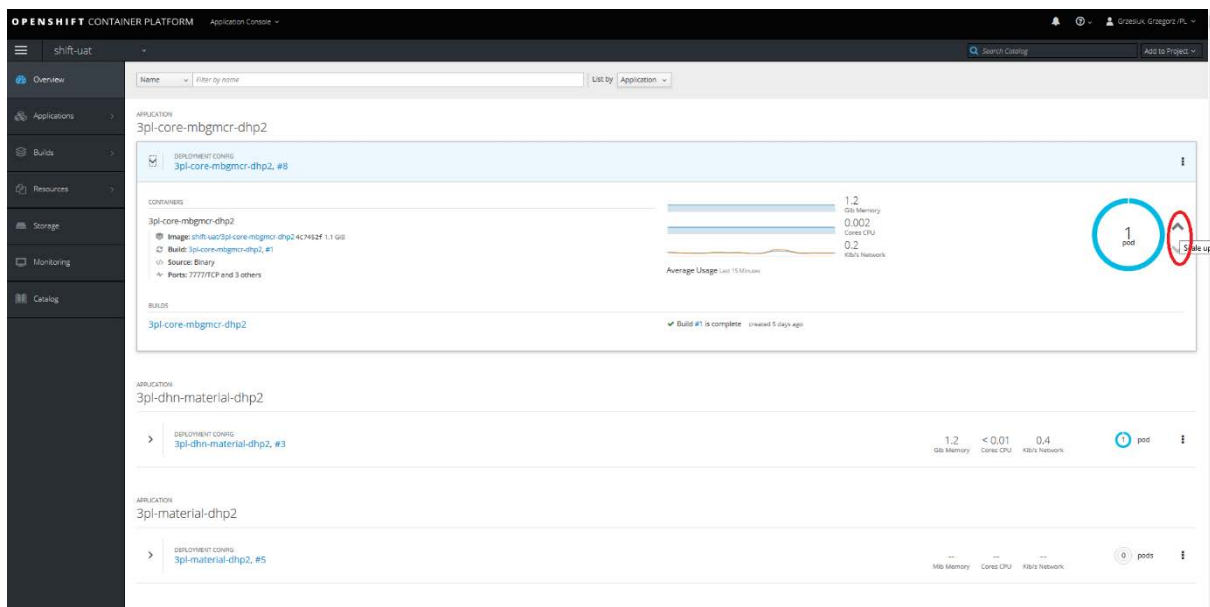 OPENSHIFT CONTAINER PLATFORM Application Console
Grzesiuk, Grzegorz /PL
shift-uat
Search Catalog
Add to Project
Overview
Name Filter by name List by Application
Applications
APPLICATION
3pl-core-mbgmcr-dhp2
Builds
DEPLOYMENT CONFIG
3pl-core-mbgmcr-dhp2, #8
Resources
CONTAINERS
3pl-core-mbgmcr-dhp2
Image: shift-uat/3pl-core-mbgmcr-dhp2 4c7452f 1.1 GiB
Build: 3pl-core-mbgmcr-dhp2, #1
Source: Binary
Ports: 7777/TCP and 3 others
1.2
Gib Memory
0.002
Cores CPU
0.2
Kib/s Network
Average Usage Last 15 Minutes
1
pod
Scale up
Storage
Monitoring
Catalog
BUILDS
3pl-core-mbgmcr-dhp2 Build #1 is complete created 5 days ago
APPLICATION
3pl-dhn-material-dhp2
DEPLOYMENT CONFIG
3pl-dhn-material-dhp2, #3
1.2 < 0.01 0.4
Gib Memory Cores CPU Kib/s Network
1 pod
APPLICATION
3pl-material-dhp2
DEPLOYMENT CONFIG
3pl-material-dhp2, #5
-- -- --
Mib Memory Cores CPU Kib/s Network
0 pods